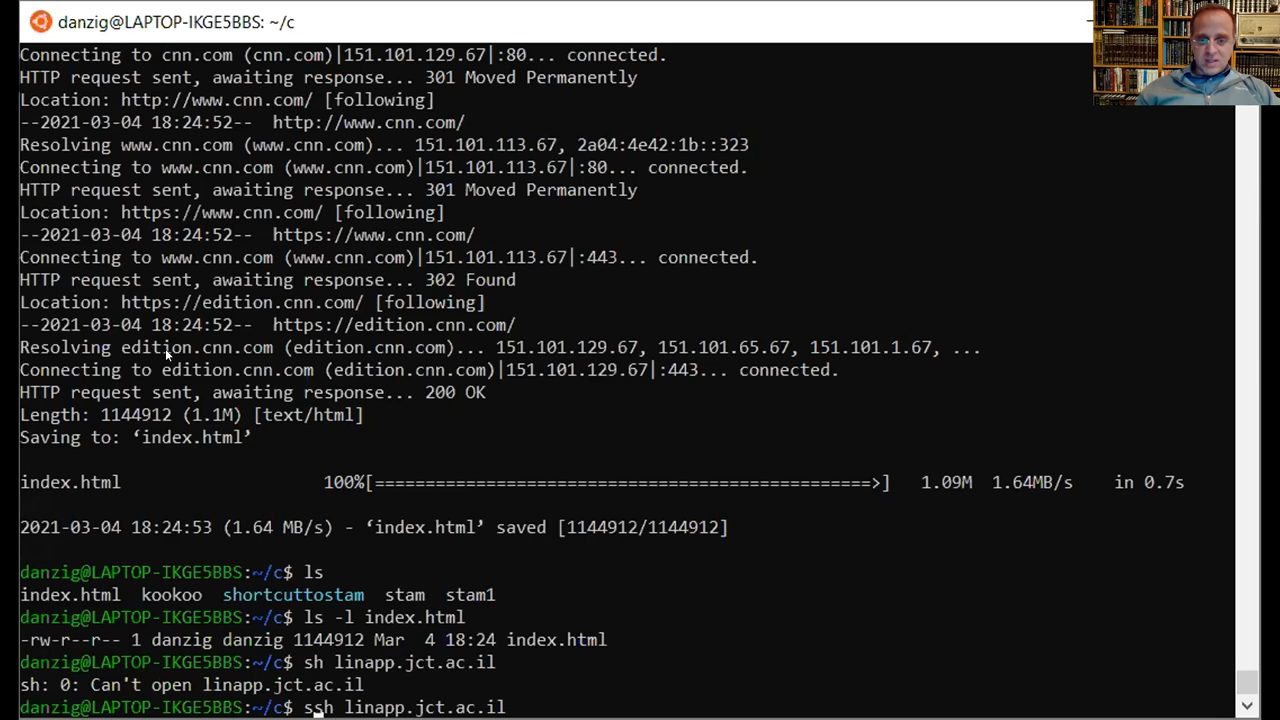 danzig@LAPTOP-IKGE5BBS: ~/c
Connecting to cnn.com (cnn.com)|151.101.129.67|:80... connected.
HTTP request sent, awaiting response... 301 Moved Permanently
Location: http://www.cnn.com/ [following]
--2021-03-04 18:24:52--  http://www.cnn.com/
Resolving www.cnn.com (www.cnn.com)... 151.101.113.67, 2a04:4e42:1b::323
Connecting to www.cnn.com (www.cnn.com)|151.101.113.67|:80... connected.
HTTP request sent, awaiting response... 301 Moved Permanently
Location: https://www.cnn.com/ [following]
--2021-03-04 18:24:52--  https://www.cnn.com/
Connecting to www.cnn.com (www.cnn.com)|151.101.113.67|:443... connected.
HTTP request sent, awaiting response... 302 Found
Location: https://edition.cnn.com/ [following]
--2021-03-04 18:24:52--  https://edition.cnn.com/
Resolving edition.cnn.com (edition.cnn.com)... 151.101.129.67, 151.101.65.67, 151.101.1.67, ...
Connecting to edition.cnn.com (edition.cnn.com)|151.101.129.67|:443... connected.
HTTP request sent, awaiting response... 200 OK
Length: 1144912 (1.1M) [text/html]
Saving to: ‘index.html’
index.html                    100%[=================================================>]   1.09M  1.64MB/s    in 0.7s
2021-03-04 18:24:53 (1.64 MB/s) - ‘index.html’ saved [1144912/1144912]
danzig@LAPTOP-IKGE5BBS:~/c$ ls
index.html  kookoo  shortcuttostam  stam  stam1
danzig@LAPTOP-IKGE5BBS:~/c$ ls -l index.html
-rw-r--r-- 1 danzig danzig 1144912 Mar  4 18:24 index.html
danzig@LAPTOP-IKGE5BBS:~/c$ sh linapp.jct.ac.il
sh: 0: Can't open linapp.jct.ac.il
danzig@LAPTOP-IKGE5BBS:~/c$ ssh linapp.jct.ac.il